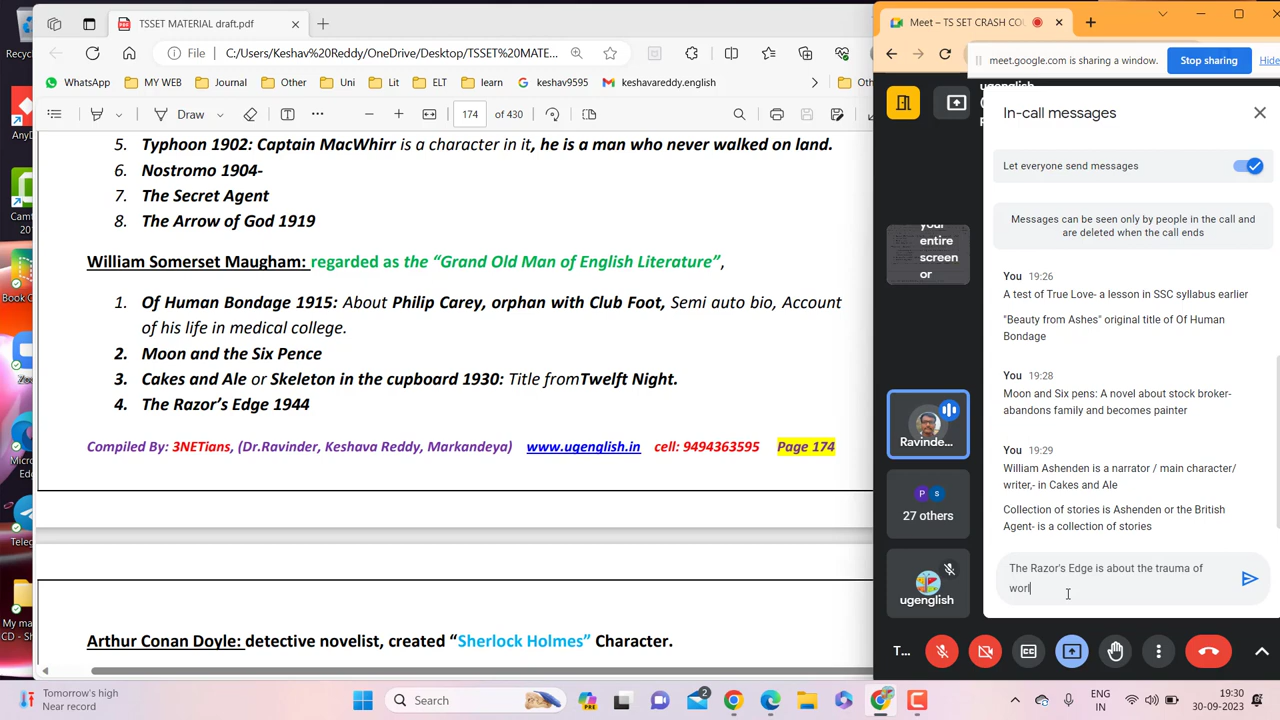 TSSET MATERIAL draft.pdf
Meet – TS SET CRASH COU
File
C:/Users/Keshav%20Reddy/OneDrive/Desktop/TSSET%20MATE...
meet.google.com is sharing a window.
Stop sharing
Hide
WhatsApp
MY WEB
Journal
Other
Uni
Lit
ELT
learn
keshav9595
keshavareddy.english
Other
ugenglish
In-call messages
Draw
174
of 430
Let everyone send messages
Messages can be seen only by people in the call and
are deleted when the call ends
5. Typhoon 1902: Captain MacWhirr is a character in it, he is a man who never walked on land.
6. Nostromo 1904-
7. The Secret Agent
8. The Arrow of God 1919
William Somerset Maugham: regarded as the “Grand Old Man of English Literature”,
1. Of Human Bondage 1915: About Philip Carey, orphan with Club Foot, Semi auto bio, Account
of his life in medical college.
2. Moon and the Six Pence
3. Cakes and Ale or Skeleton in the cupboard 1930: Title fromTwelft Night.
4. The Razor’s Edge 1944
Compiled By: 3NETians, (Dr.Ravinder, Keshava Reddy, Markandeya) www.ugenglish.in cell: 9494363595 Page 174
Arthur Conan Doyle: detective novelist, created “Sherlock Holmes” Character.
your
entire
screen
or
Ravinde...
P
s
27 others
ugenglish
You 19:26
A test of True Love- a lesson in SSC syllabus earlier
"Beauty from Ashes" original title of Of Human
Bondage
You 19:28
Moon and Six pens: A novel about stock broker-
abandons family and becomes painter
You 19:29
William Ashenden is a narrator / main character/
writer,- in Cakes and Ale
Collection of stories is Ashenden or the British
Agent- is a collection of stories
The Razor's Edge is about the trauma of
worl
T...
Tomorrow's high
Near record
Search
PRE
2
ENG
IN
19:30
30-09-2023